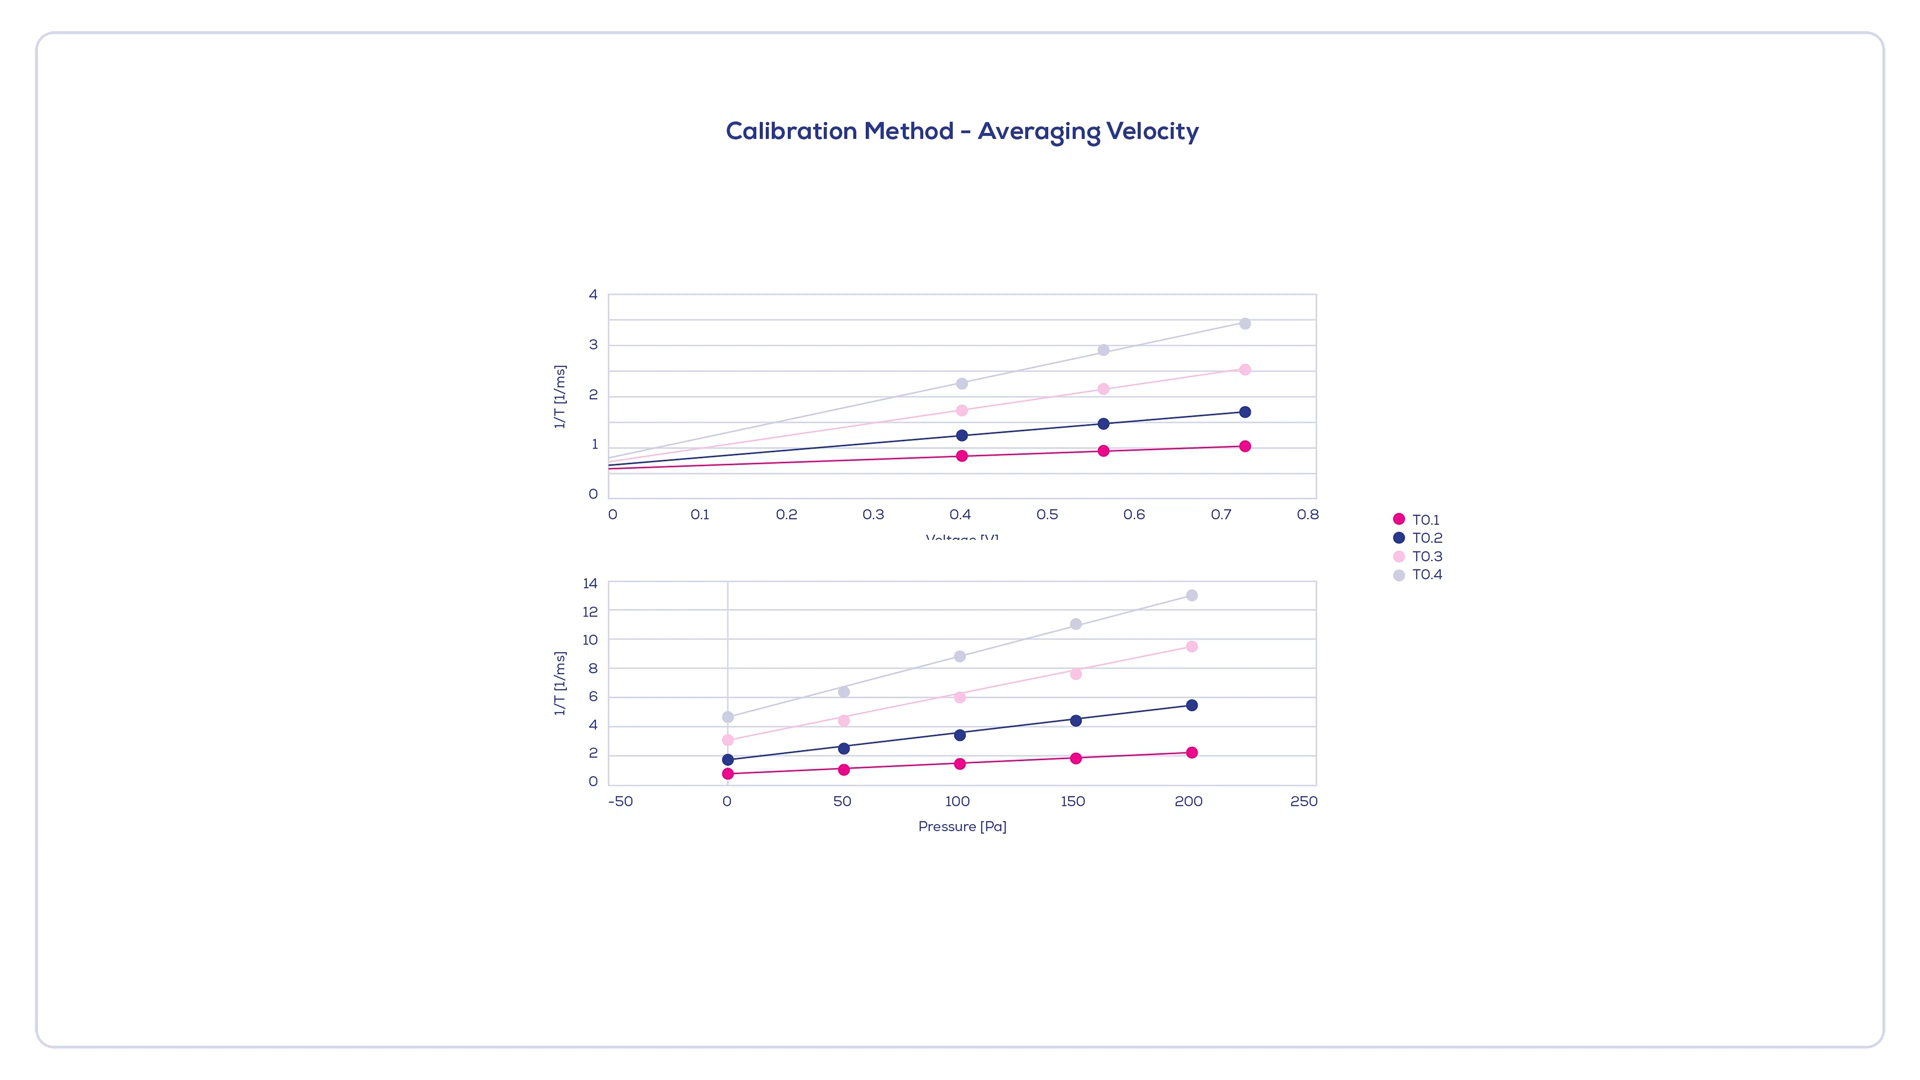 Calibration Method - Averaging Velocity
4
3
2
1
0
1/T [1/ms]
0 0.1 0.2 0.3 0.4 0.5 0.6 0.7 0.8
Voltage [V]
T0.1
T0.2
T0.3
T0.4
14
12
10
8
6
4
2
0
1/T [1/ms]
-50 0 50 100 150 200 250
Pressure [Pa]